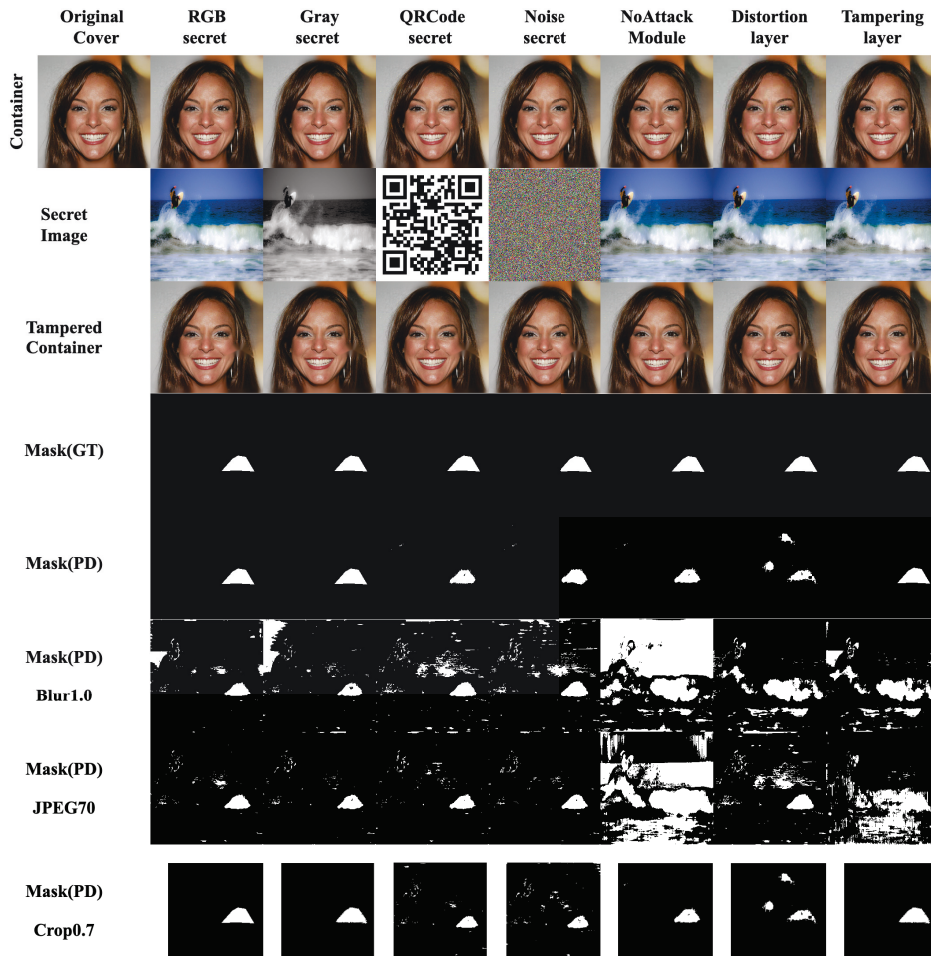 Original Cover
RGB secret
Gray secret
QRCode secret
Noise secret
NoAttack Module
Distortion layer
Tampering layer
Container
Secret
Image
Tampered
Container
Mask(GT)
Mask(PD)
Mask(PD)
Blur1.0
Mask(PD)
JPEG70
Mask(PD)
Crop0.7